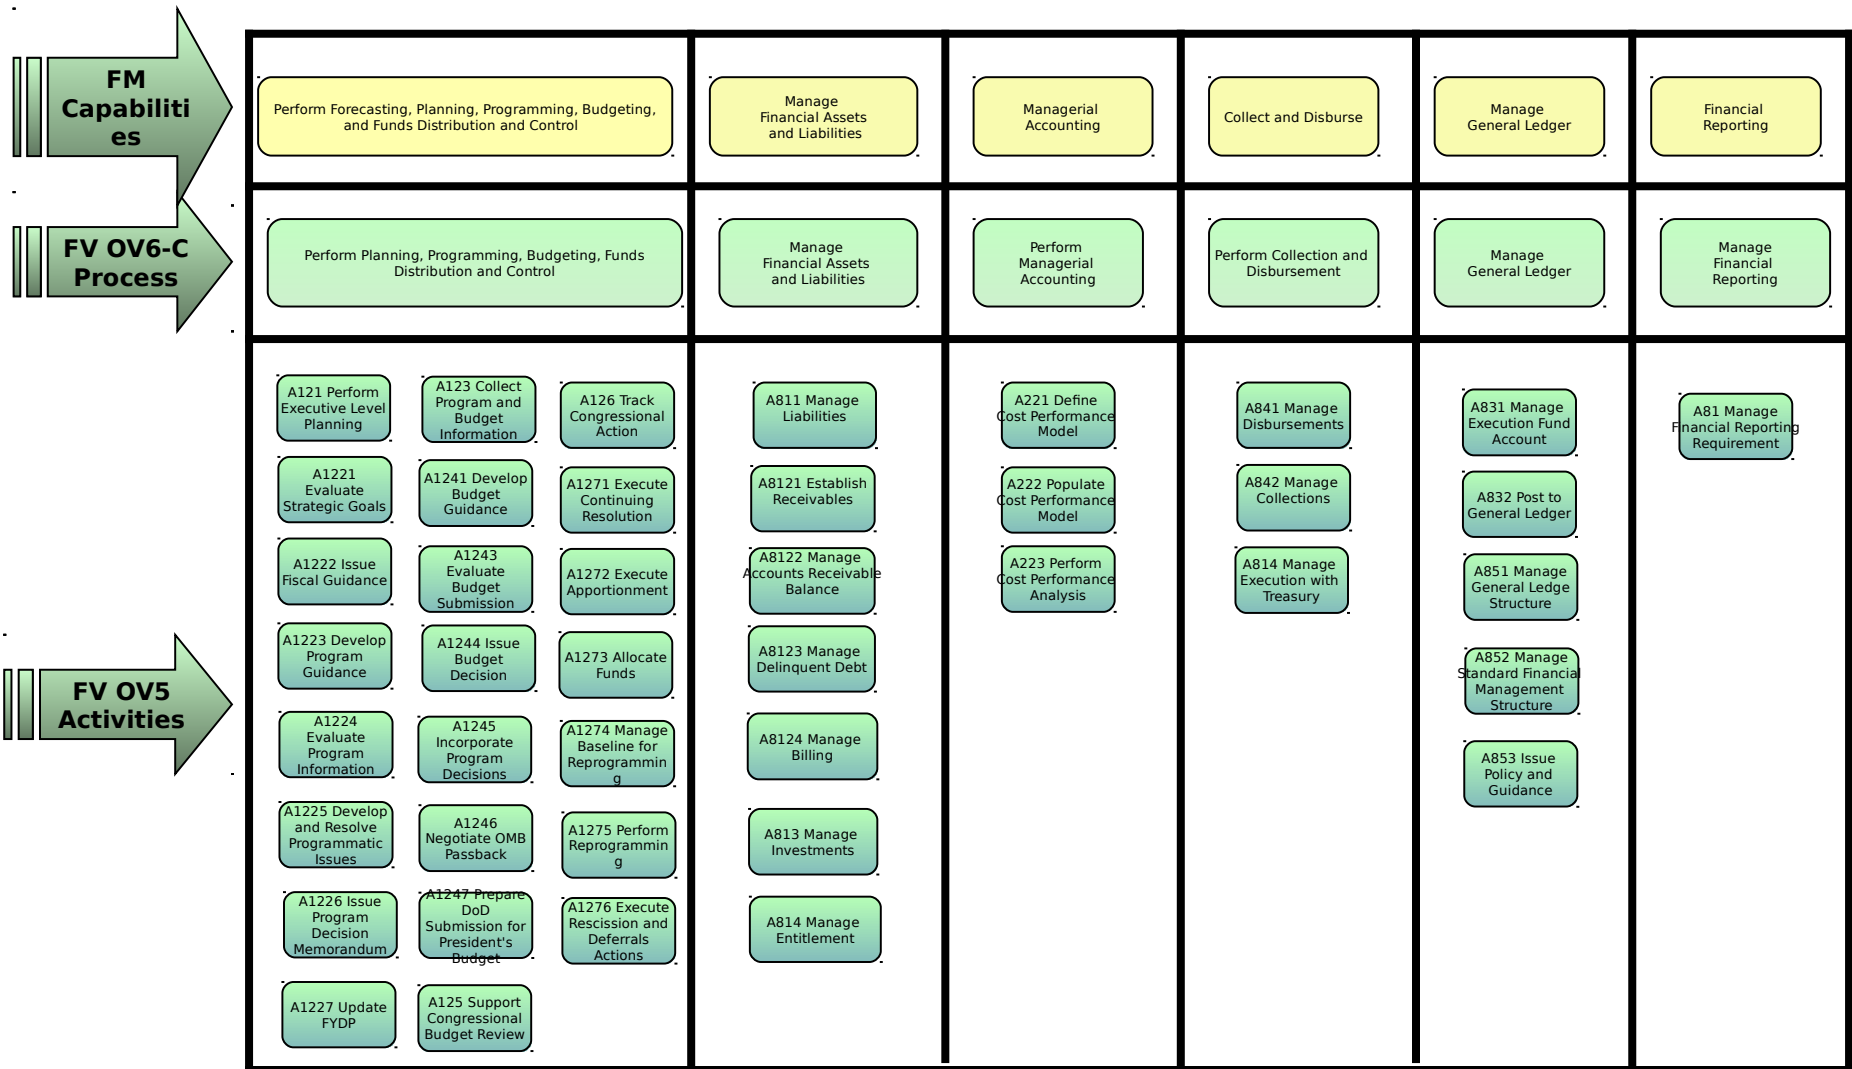 FM
Capabiliti
es
Perform Forecasting, Planning, Programming, Budgeting,
and Funds Distribution and Control
Manage
Financial Assets
and Liabilities
Managerial
Accounting
Collect and Disburse
Manage
General Ledger
Financial
Reporting
FV OV6-C
Process
Perform Planning, Programming, Budgeting, Funds
Distribution and Control
Manage
Financial Assets
and Liabilities
Perform
Managerial
Accounting
Perform Collection and
Disbursement
Manage
General Ledger
Manage
Financial
Reporting
FV OV5
Activities
A121 Perform
Executive Level
Planning
A1221
Evaluate
Strategic Goals
A1222 Issue
Fiscal Guidance
A1223 Develop
Program
Guidance
A1224
Evaluate
Program
Information
A1225 Develop
and Resolve
Programmatic
Issues
A1226 Issue
Program
Decision
Memorandum
A1227 Update
FYDP
A123 Collect
Program and
Budget
Information
A1241 Develop
Budget
Guidance
A1243
Evaluate
Budget
Submission
A1244 Issue
Budget
Decision
A1245
Incorporate
Program
Decisions
A1246
Negotiate OMB
Passback
A1247 Prepare
DoD
Submission for
President's
Budget
A125 Support
Congressional
Budget Review
A126 Track
Congressional
Action
A1271 Execute
Continuing
Resolution
A1272 Execute
Apportionment
A1273 Allocate
Funds
A1274 Manage
Baseline for
Reprogrammin
g
A1275 Perform
Reprogrammin
g
A1276 Execute
Rescission and
Deferrals
Actions
A811 Manage
Liabilities
A8121 Establish
Receivables
A8122 Manage
Accounts Receivable
Balance
A8123 Manage
Delinquent Debt
A8124 Manage
Billing
A813 Manage
Investments
A814 Manage
Entitlement
A221 Define
Cost Performance
Model
A222 Populate
Cost Performance
Model
A223 Perform
Cost Performance
Analysis
A841 Manage
Disbursements
A842 Manage
Collections
A814 Manage
Execution with
Treasury
A831 Manage
Execution Fund
Account
A832 Post to
General Ledger
A851 Manage
General Ledge
Structure
A852 Manage
Standard Financial
Management
Structure
A853 Issue
Policy and
Guidance
A81 Manage
Financial Reporting
Requirement